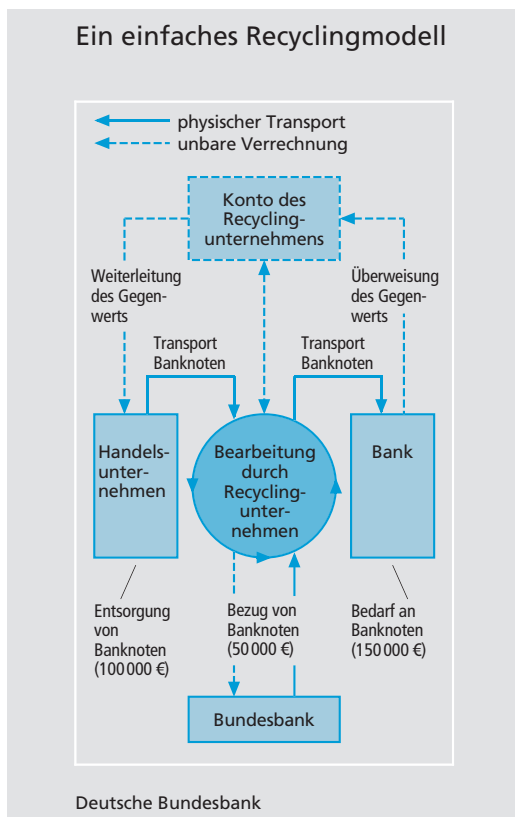 Ein einfaches Recyclingmodell
physischer Transport
unbare Verrechnung
Konto des
Recycling-
unternehmens
Weiterleitung
des Gegen-
werts
Überweisung
des Gegen-
werts
Transport
Banknoten
Transport
Banknoten
Handels-
unter-
nehmen
Bearbeitung
durch
Recycling-
unter-
nehmen
Bank
Entsorgung
von
Banknoten
(100 000 €)
Bezug von
Banknoten
(50 000 €)
Bedarf an
Banknoten
(150 000 €)
Bundesbank
Deutsche Bundesbank